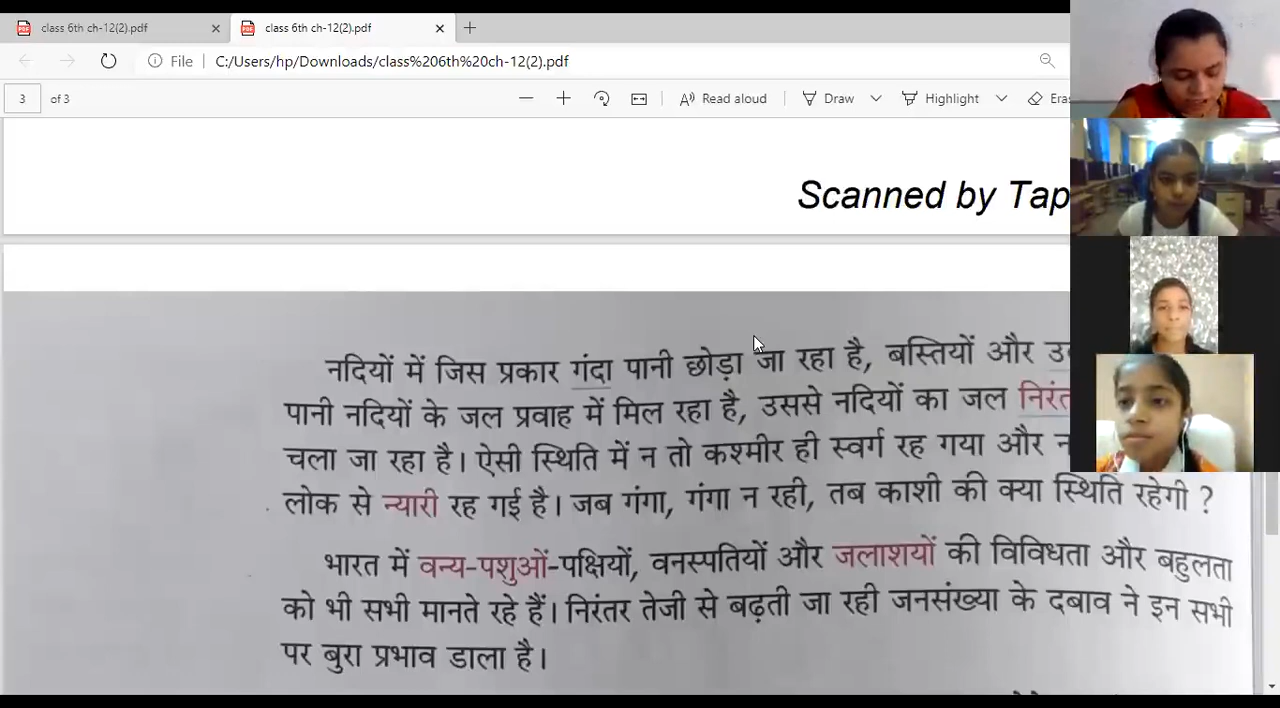 class 6th ch-12(2).pdf
class 6th ch-12(2).pdf
File
C:/Users/hp/Downloads/class%206th%20ch-12(2).pdf
3 of 3
Read aloud
Draw
Highlight
Scanned by
नदियों में जिस प्रकार गंदा पानी छोड़ा जा रहा है, बस्तियों और
पानी नदियों के जल प्रवाह में मिल रहा है, उससे नदियों का जल
चला जा रहा है। ऐसी स्थिति में न तो कश्मीर ही स्वर्ग रह गया और
लोक से न्यारी रह गई है। जब गंगा, गंगा न रही, तब काशी की क्या स्थिति रहेगी ?
भारत में वन्य-पशुओं-पक्षियों, वनस्पतियों और जलाशयों की विविधता और बहुलता
को भी सभी मानते रहे हैं। निरंतर तेजी से बढ़ती जा रही जनसंख्या के दबाव ने इन सभी
पर बुरा प्रभाव डाला है।